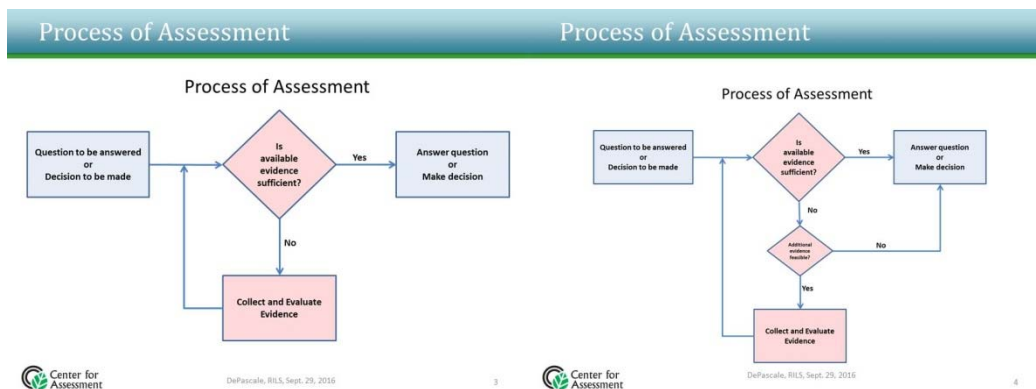 Process of Assessment
Process of Assessment
Question to be answered
or
Decision to be made
Is
available
evidence
sufficient?
Yes
Answer question
or
Make decision
No
Collect and Evaluate
Evidence
Center for
Assessment
DePascale, RILS, Sept. 29, 2016
3
Process of Assessment
Process of Assessment
Question to be answered
or
Decision to be made
Is
available
evidence
sufficient?
Yes
Answer question
or
Make decision
No
Additional
evidence
feasible?
No
Yes
Collect and Evaluate
Evidence
Center for
Assessment
DePascale, RILS, Sept. 29, 2016
4